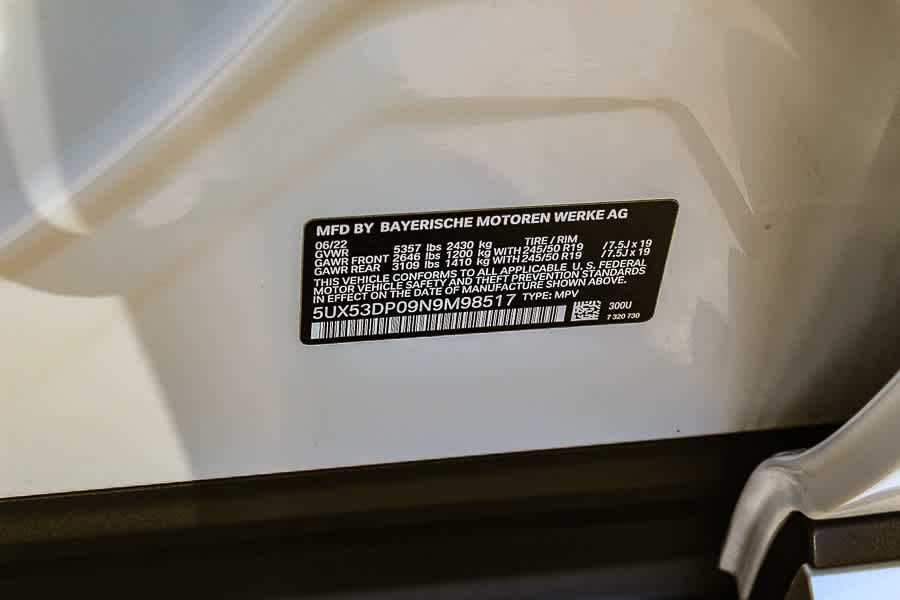 MFD BY BAYERISCHE MOTOREN WERKE AG
06/22 TIRE / RIM
GVWR 5357 lbs 2430 kg
GAWR FRONT 2646 lbs 1200 kg WITH 245/50 R19 / 7.5J x 19
GAWR REAR 3109 lbs 1410 kg WITH 245/50 R19 / 7.5J x 19
THIS VEHICLE CONFORMS TO ALL APPLICABLE U.S. FEDERAL
MOTOR VEHICLE SAFETY AND THEFT PREVENTION STANDARDS
IN EFFECT ON THE DATE OF MANUFACTURE SHOWN ABOVE.
5UX53DP09N9M98517 TYPE: MPV
300U
7 320 730